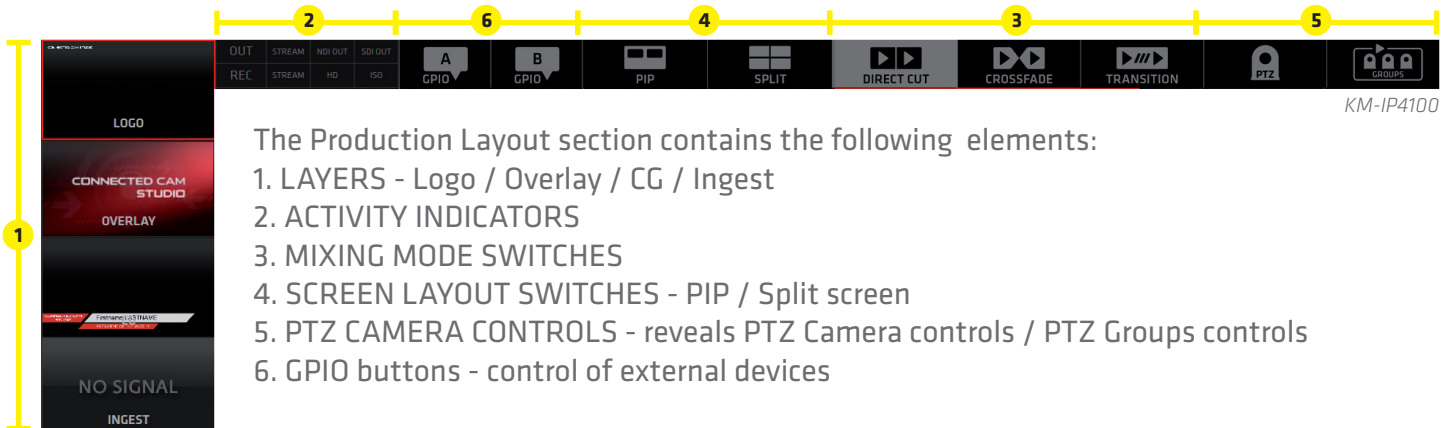 2 6 4 3 5
OUT STREAM NDI OUT SDI OUT A B
REC STREAM HD ISO GPIO GPIO PIP SPLIT DIRECT CUT CROSSFADE TRANSITION PTZ GROUPS
KM-IP4100
LOGO
The Production Layout section contains the following elements:
1. LAYERS - Logo / Overlay / CG / Ingest
CONNECTED CAM
STUDIO
2. ACTIVITY INDICATORS
OVERLAY
1
3. MIXING MODE SWITCHES
4. SCREEN LAYOUT SWITCHES - PIP / Split screen
Firstname LASTNAME
5. PTZ CAMERA CONTROLS - reveals PTZ Camera controls / PTZ Groups controls
6. GPIO buttons - control of external devices
NO SIGNAL
INGEST